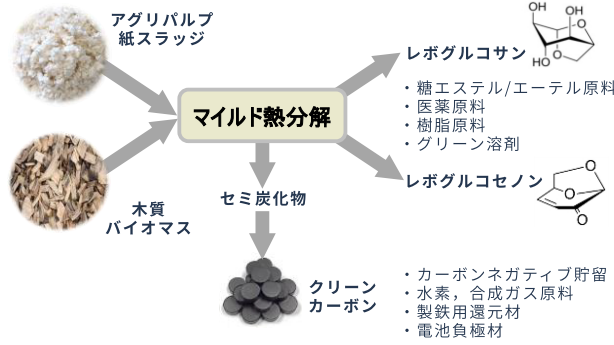 アグリパルプ
紙スラッジ
OH
OH
O
O
HO
レボグルコサン
・糖エステル/エーテル原料
・医薬原料
・樹脂原料
・グリーン溶剤
マイルド熱分解
レボグルコセノン
O
O
O
木質
バイオマス
セミ炭化物
クリーン
カーボン
・カーボンネガティブ貯留
・水素，合成ガス原料
・製鉄用還元材
・電池負極材